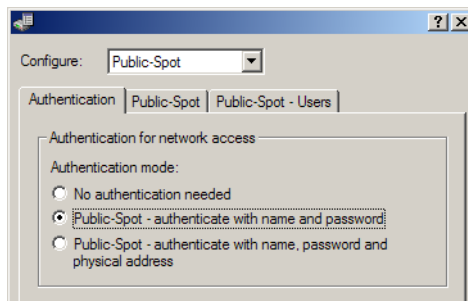 Configure: Public-Spot
Authentication Public-Spot Public-Spot - Users
Authentication for network access
Authentication mode:
No authentication needed
Public-Spot - authenticate with name and password
Public-Spot - authenticate with name, password and
physical address